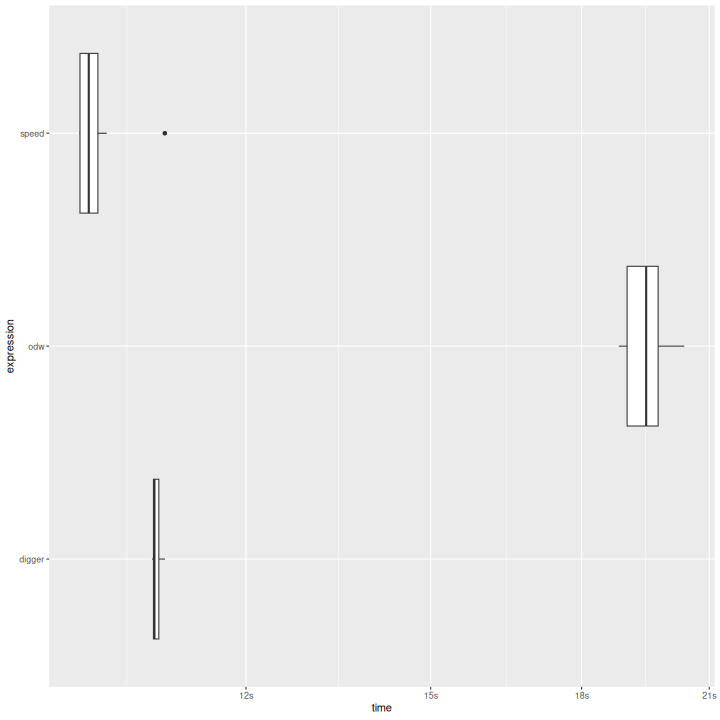 speed
odw
digger
expression
12s
15s
18s
21s
time